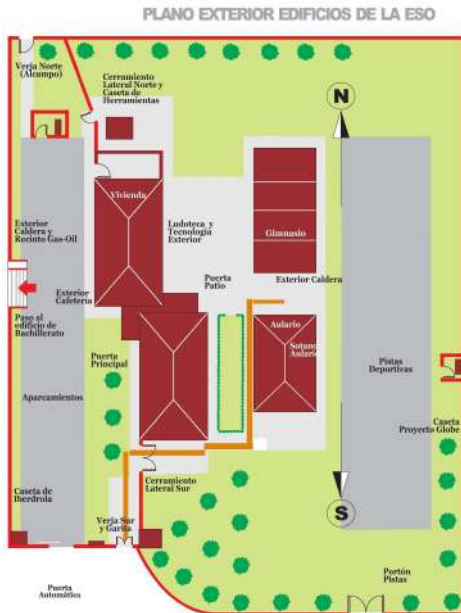 PLANO EXTERIOR EDIFICIOS DE LA ESO
Verja Norte
(Alcampo)
Cerramiento
Lateral Norte y
Caseta de
Herramientas
N
Vivienda
Exterior
Caldera y
Recinto Gas-Oil
Ludoteca y
Tecnología
Exterior
Gimnasio
Puerta
Patio
Exterior Caldera
Exterior
Cafetería
Paso al
edificio de
Bachillerato
Aulario
Sotano
Aulario
Puerta
Principal
Pistas
Deportivas
Aparcamientos
Caseta
Proyecto Globe
Cerramiento
Lateral Sur
Caseta de
Iberdrola
S
Verja Sur
y Garita
Puerta
Automática
Portón
Pistas